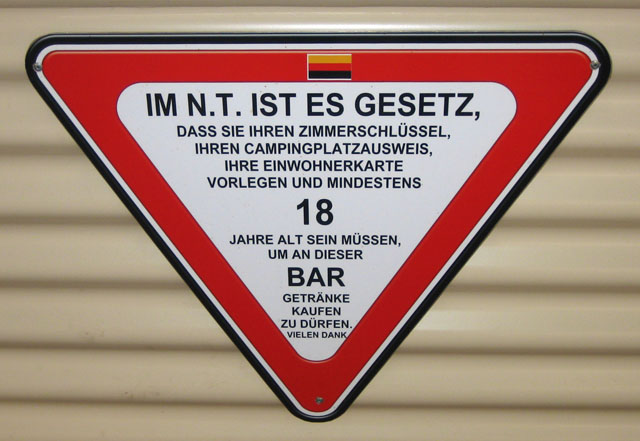 IM N.T. IST ES GESETZ,
DASS SIE IHREN ZIMMERSCHLÜSSEL,
IHREN CAMPINGPLATZAUSWEIS,
IHRE EINWOHNERKARTE
VORLEGEN UND MINDESTENS
18
JAHRE ALT SEIN MÜSSEN,
UM AN DIESER
BAR
GETRÄNKE
KAUFEN
ZU DÜRFEN.
VIELEN DANK